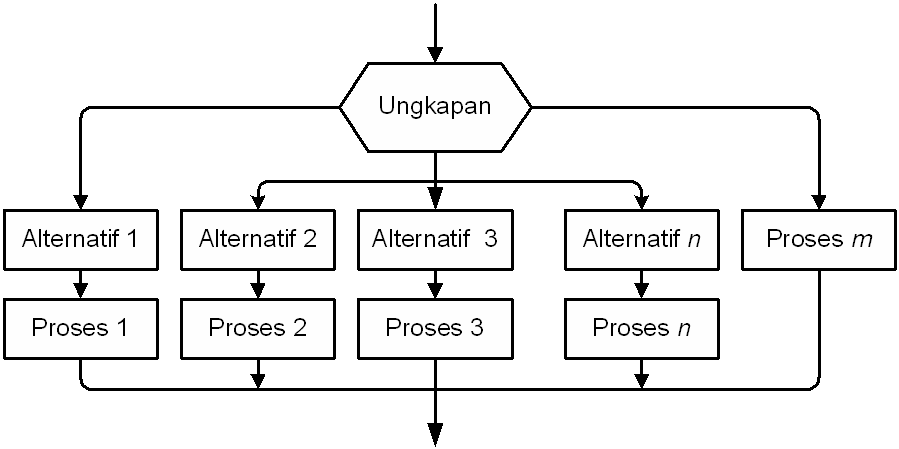 Ungkapan
Alternatif 1
Alternatif 2
Alternatif 3
Alternatif n
Proses m
Proses 1
Proses 2
Proses 3
Proses n